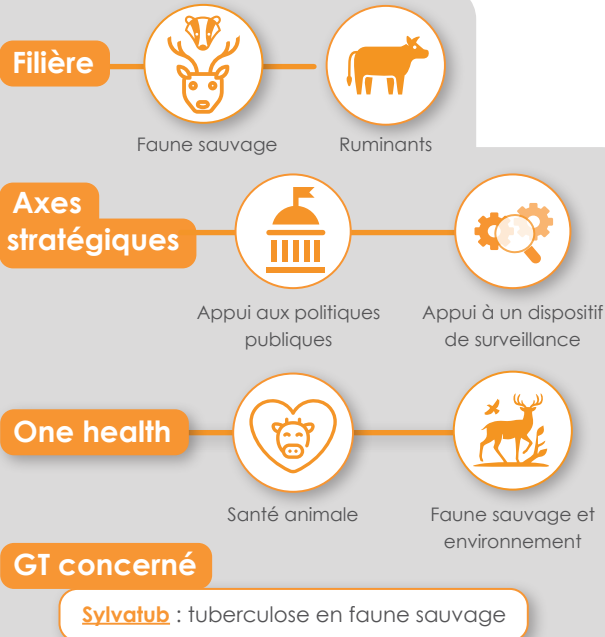 Filière
Faune sauvage
Ruminants
Axes
stratégiques
Appui aux politiques
publiques
Appui à un dispositif
de surveillance
One health
Santé animale
Faune sauvage et
environnement
GT concerné
Sylvatub : tuberculose en faune sauvage